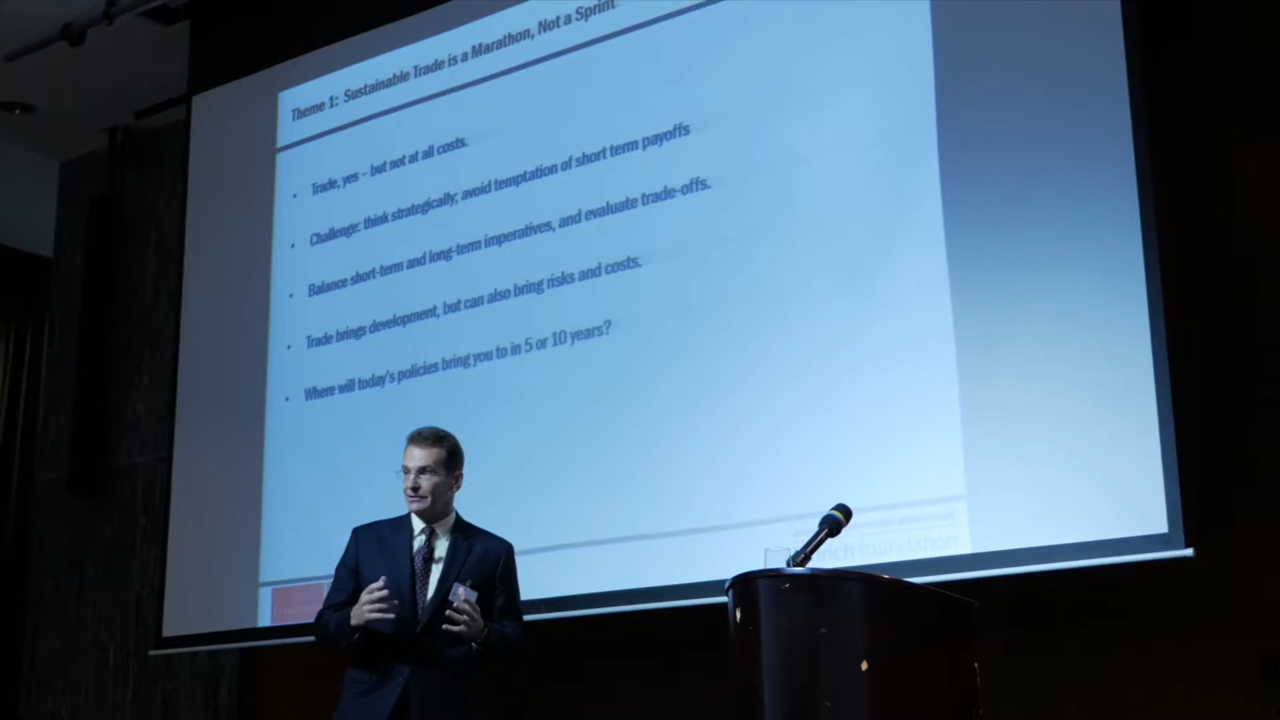 Theme 1: Sustainable Trade is a Marathon, Not a Sprint
• Trade, yes – but not at all costs.
• Challenge: think strategically; avoid temptation of short term payoffs
• Balance short-term and long-term imperatives, and evaluate trade-offs.
• Trade brings development, but can also bring risks and costs.
• Where will today's policies bring you to in 5 or 10 years?
foundation